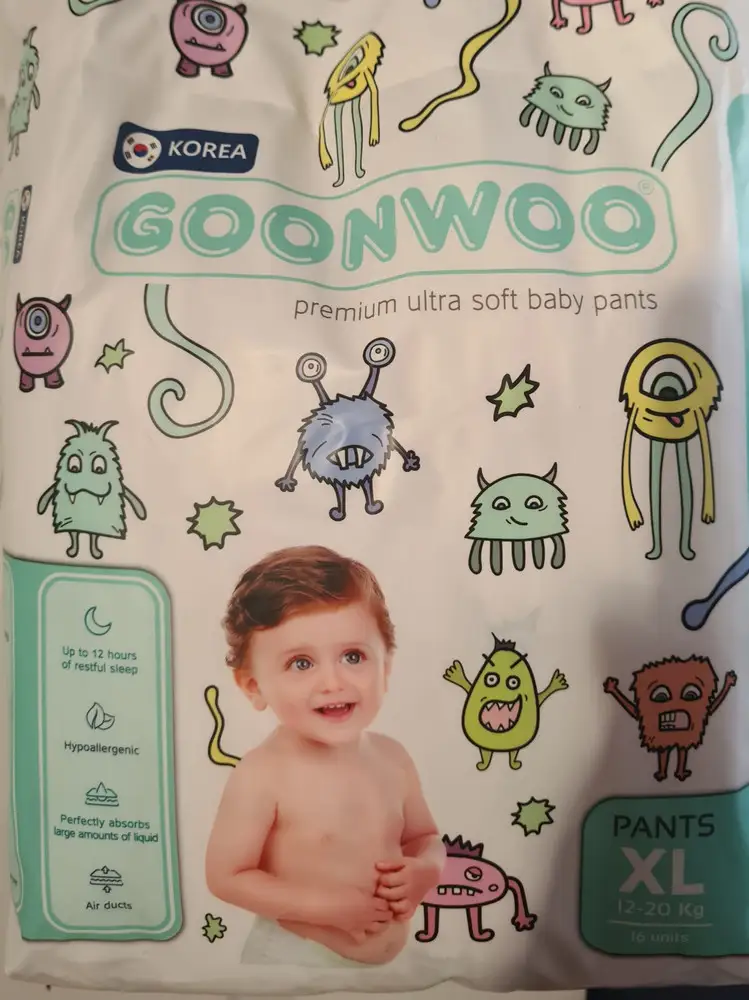 KOREA
GOONWOO®
premium ultra soft baby pants
KOREA
Up to 12 hours
of restful sleep
Hypoallergenic
Perfectly absorbs
large amounts of liquid
Air ducts
PANTS
XL
12-20 Kg
16 units